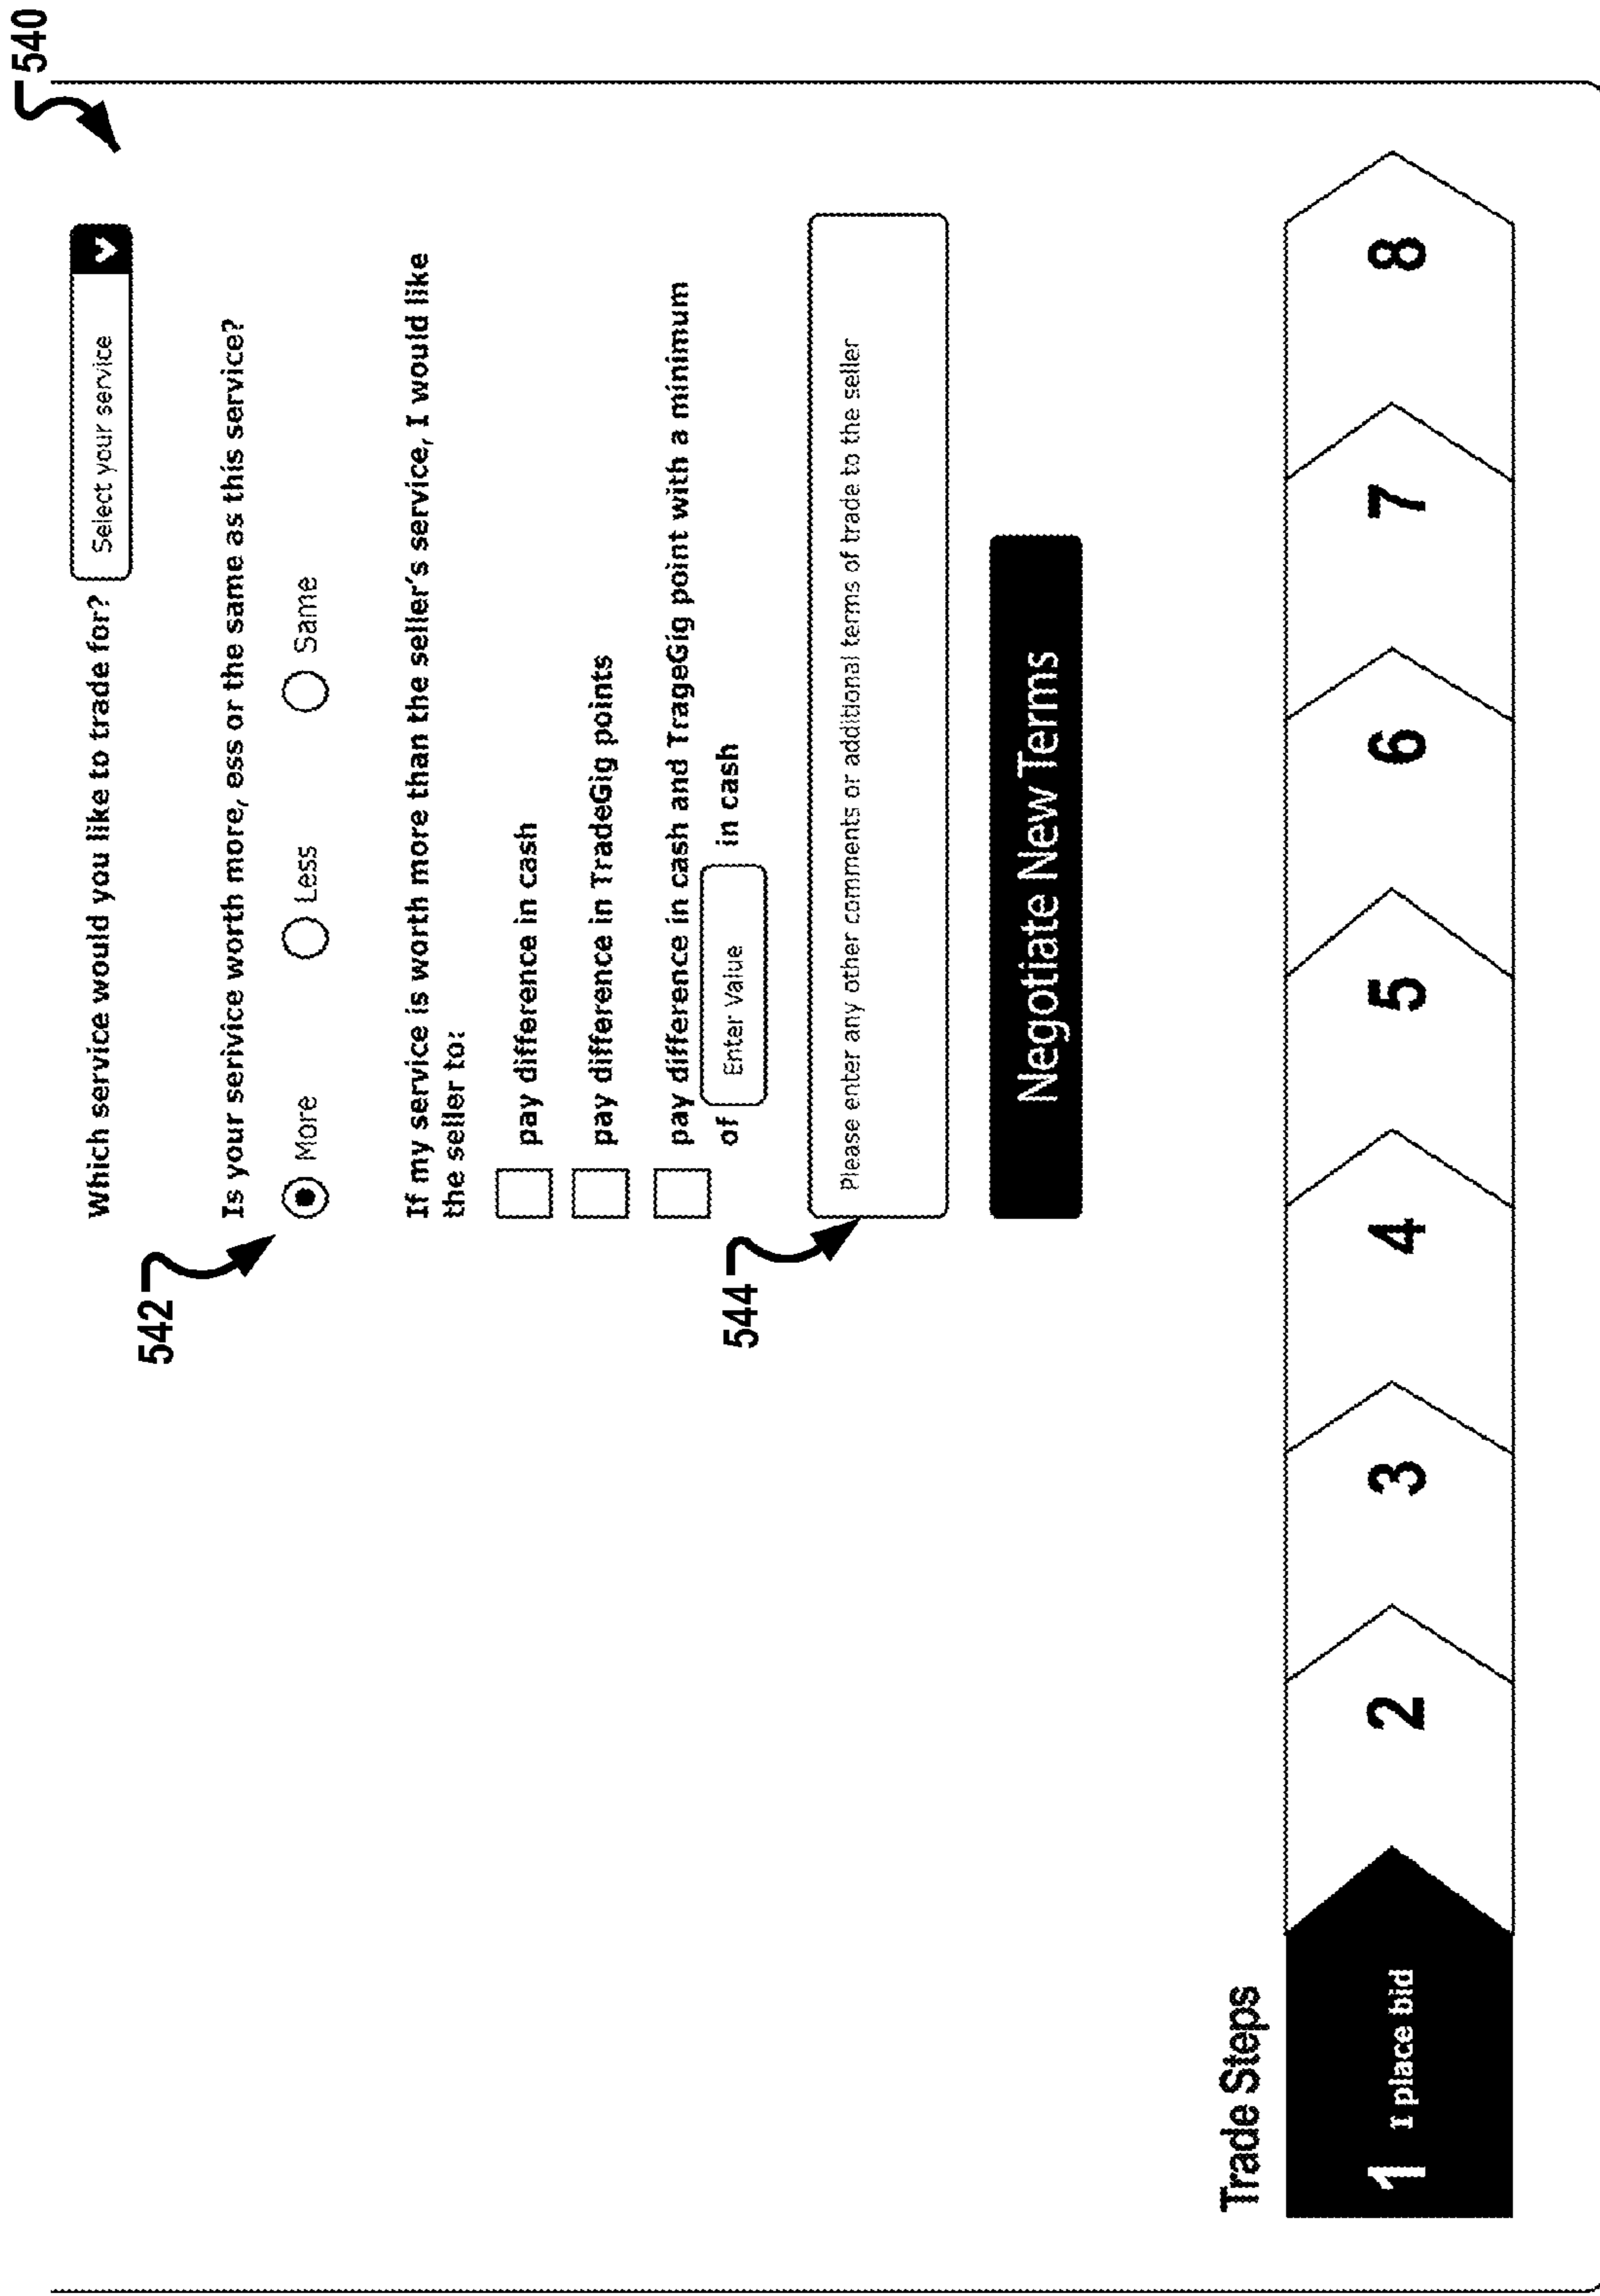 540
Which service would you like to trade for? Select your service
542
Is your serivice worth more, ess or the same as this service?
More Less Same
If my service is worth more than the seller's service, I would like
the seller to:
pay difference in cash
pay difference in TradeGig points
pay difference in cash and TrageGig point with a minimum
of Enter Value in cash
544
Please enter any other comments or additional terms of trade to the seller
Negotiate New Terms
Trade Steps
1 I place bid 2 3 4 5 6 7 8